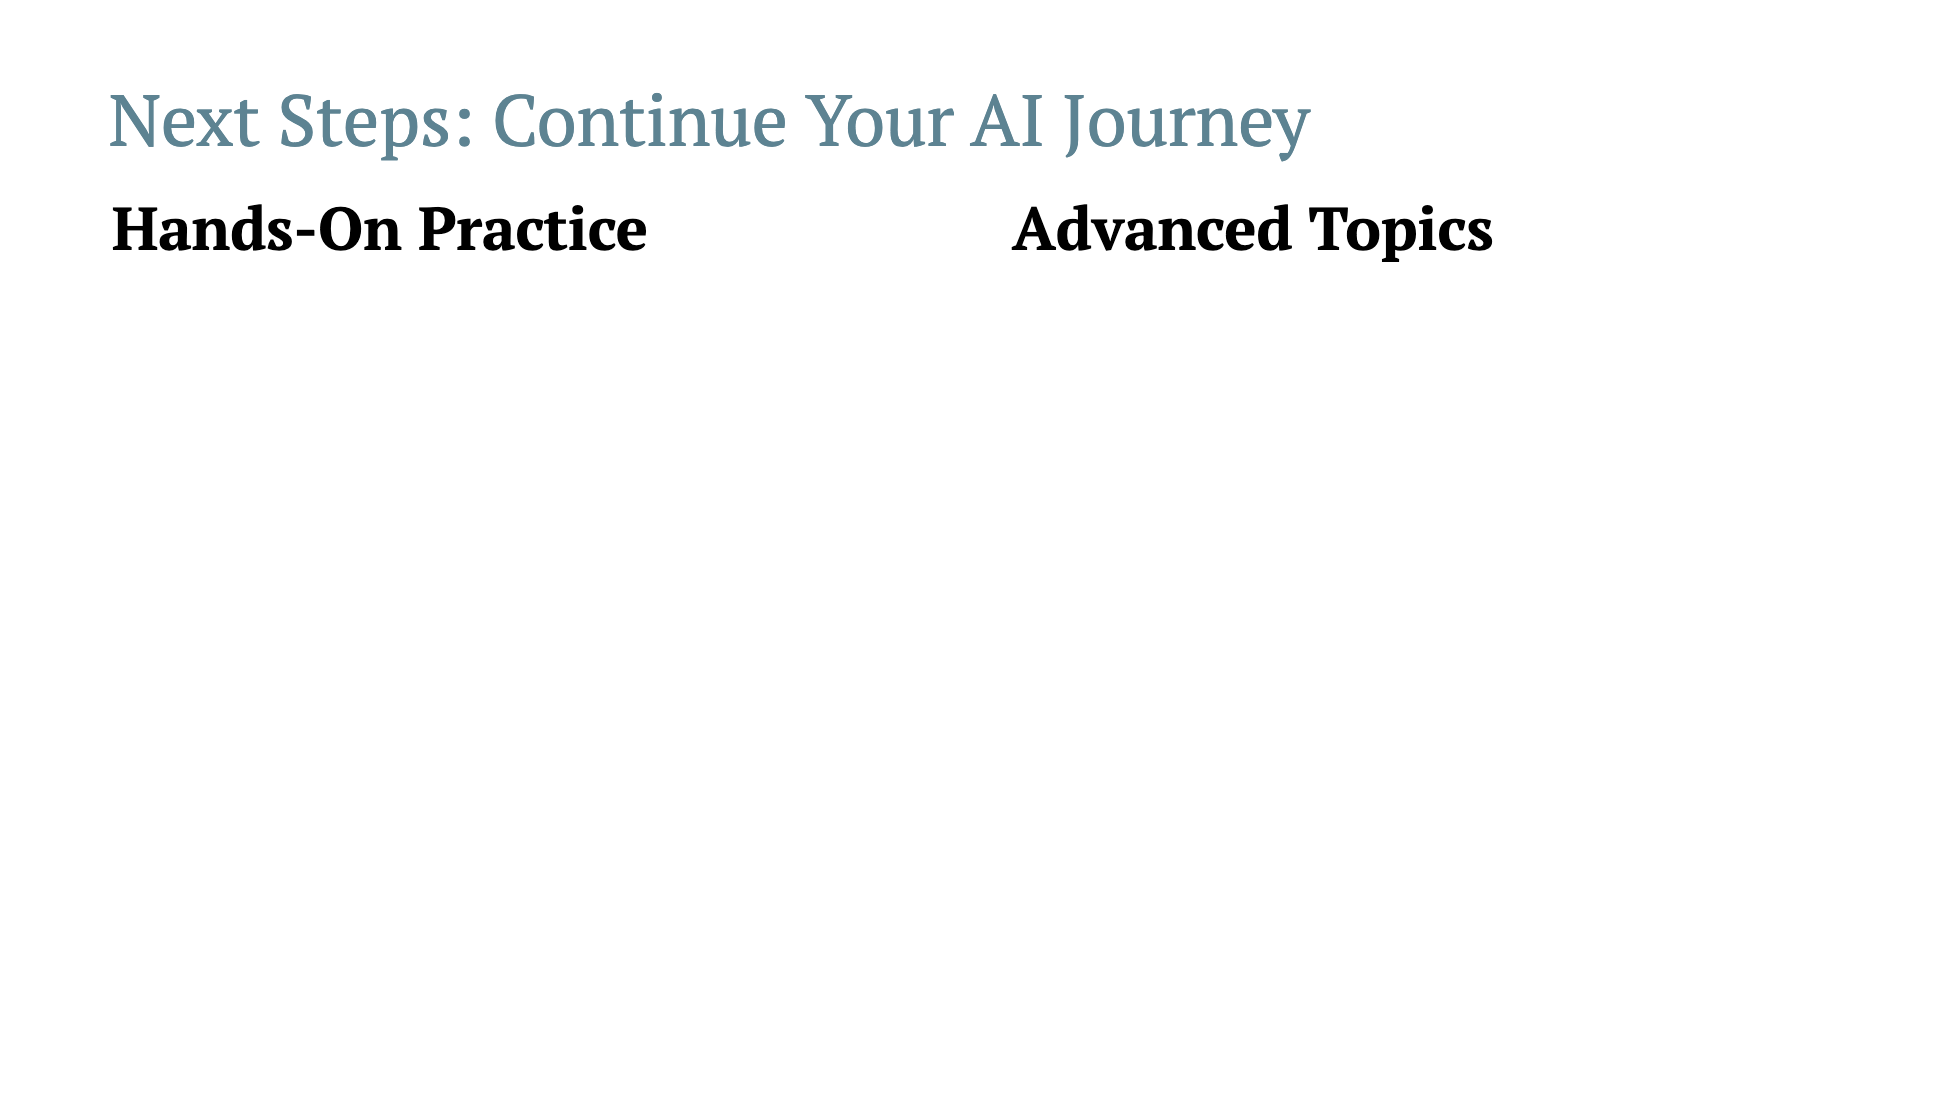 Next Steps: Continue Your AI Journey
Hands-On Practice
Advanced Topics